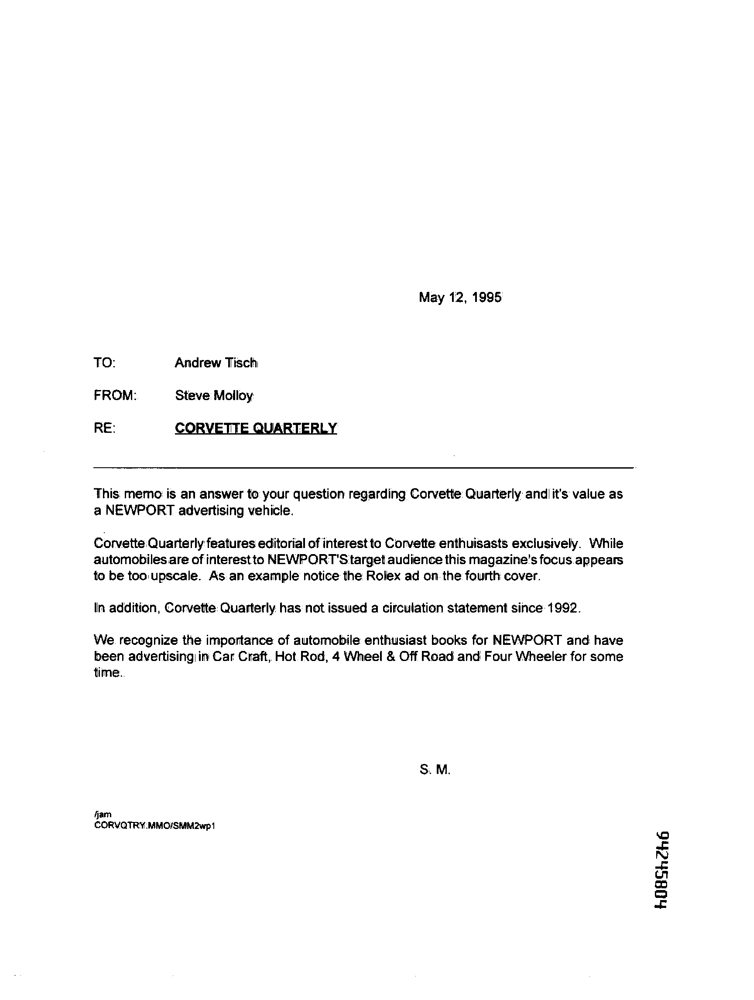 May 12, 1995
TO: Andrew Tisch
FROM: Steve Molloy
RE: CORVETTE QUARTERLY
This memo is an answer to your question regarding Corvette Quarterly and it's value as
a NEWPORT advertising vehicle.
Corvette Quarterly features editorial of interest to Corvette enthuisasts exclusively. While
automobiles are of interest to NEWPORT'S target audience this magazine's focus appears
to be too upscale. As an example notice the Rolex ad on the fourth cover.
In addition, Corvette Quarterly has not issued a circulation statement since 1992.
We recognize the importance of automobile enthusiast books for NEWPORT and have
been advertising in Car Craft, Hot Rod, 4 Wheel & Off Road and Four Wheeler for some
time.
S. M.
/jam
CORVQTRY.MMO/SMM2wp1
94245804